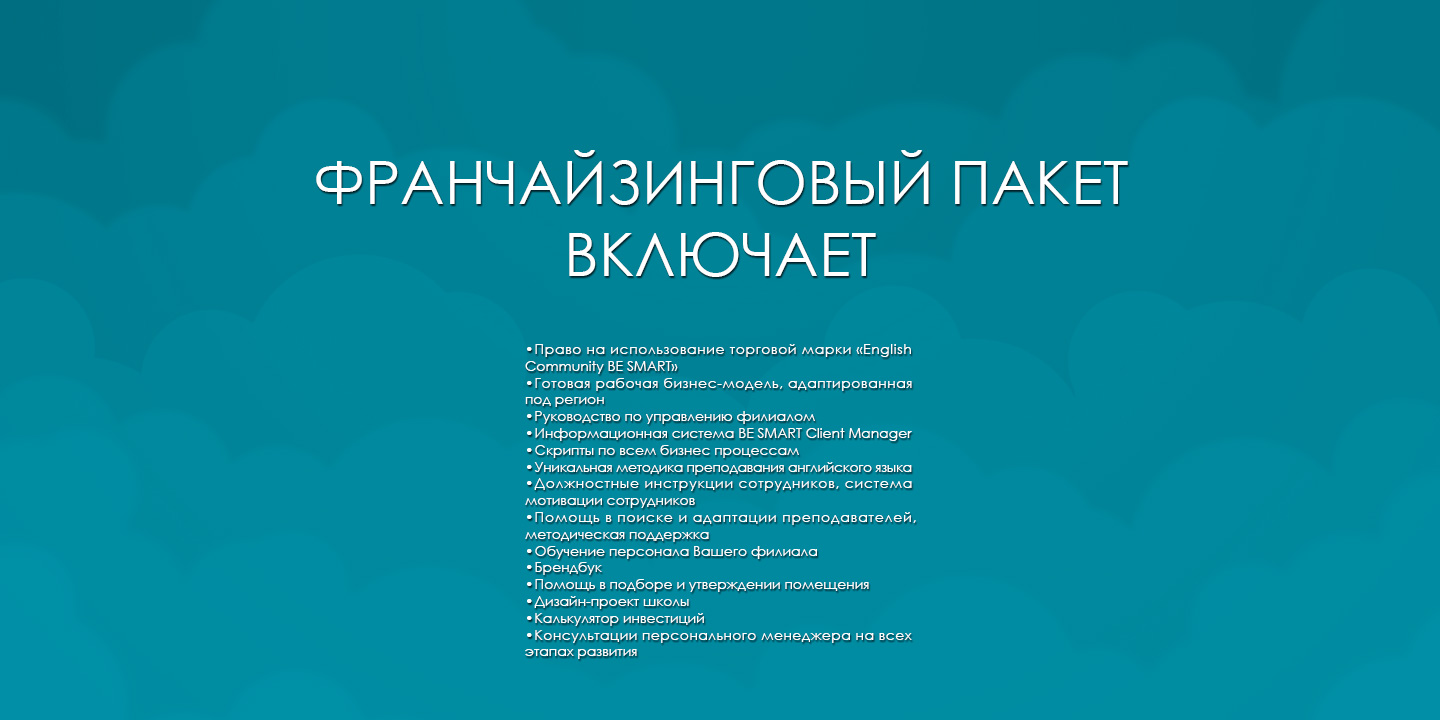 ФРАНЧАЙЗИНГОВЫЙ ПАКЕТ
ВКЛЮЧАЕТ
•Право на использование торговой марки «English
Community BE SMART»
•Готовая рабочая бизнес-модель, адаптированная
под регион
•Руководство по управлению филиалом
•Информационная система BE SMART Client Manager
•Скрипты по всем бизнес процессам
•Уникальная методика преподавания английского языка
•Должностные инструкции сотрудников, система
мотивации сотрудников
•Помощь в поиске и адаптации преподавателей,
методическая поддержка
•Обучение персонала Вашего филиала
•Брендбук
•Помощь в подборе и утверждении помещения
•Дизайн-проект школы
•Калькулятор инвестиций
•Консультации персонального менеджера на всех
этапах развития